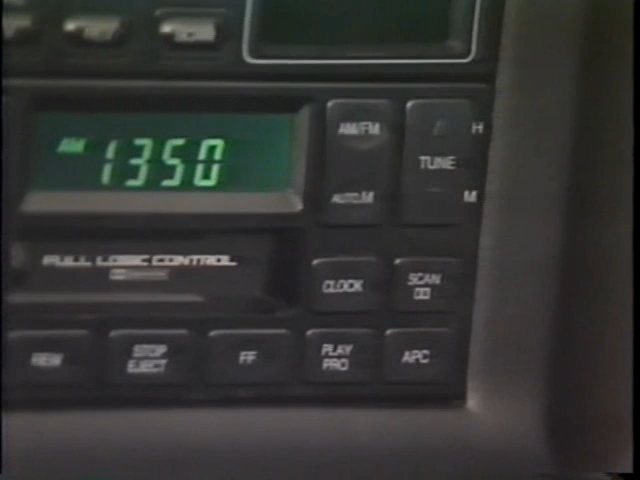 AM 1350
AM/FM
AUTO.M
H
TUNE
M
FULL LOGIC CONTROL
CLOCK
SCAN
REW
STOP
EJECT
FF
PLAY
PRO
APC